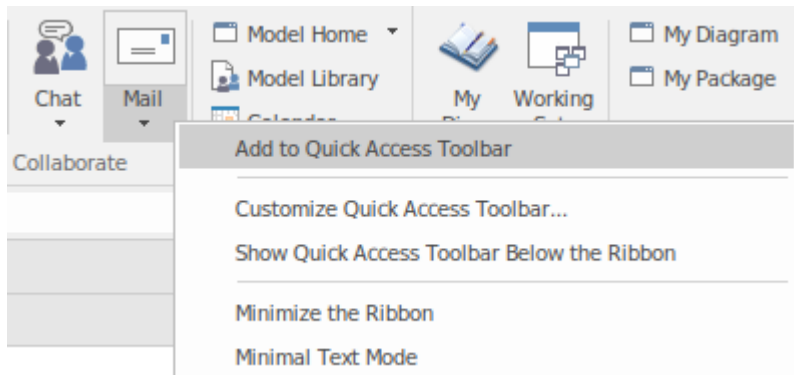 Chat
Mail
Model Home
Model Library
Calendar
My
Working
My Diagram
My Package
Collaborate
Add to Quick Access Toolbar
Customize Quick Access Toolbar...
Show Quick Access Toolbar Below the Ribbon
Minimize the Ribbon
Minimal Text Mode